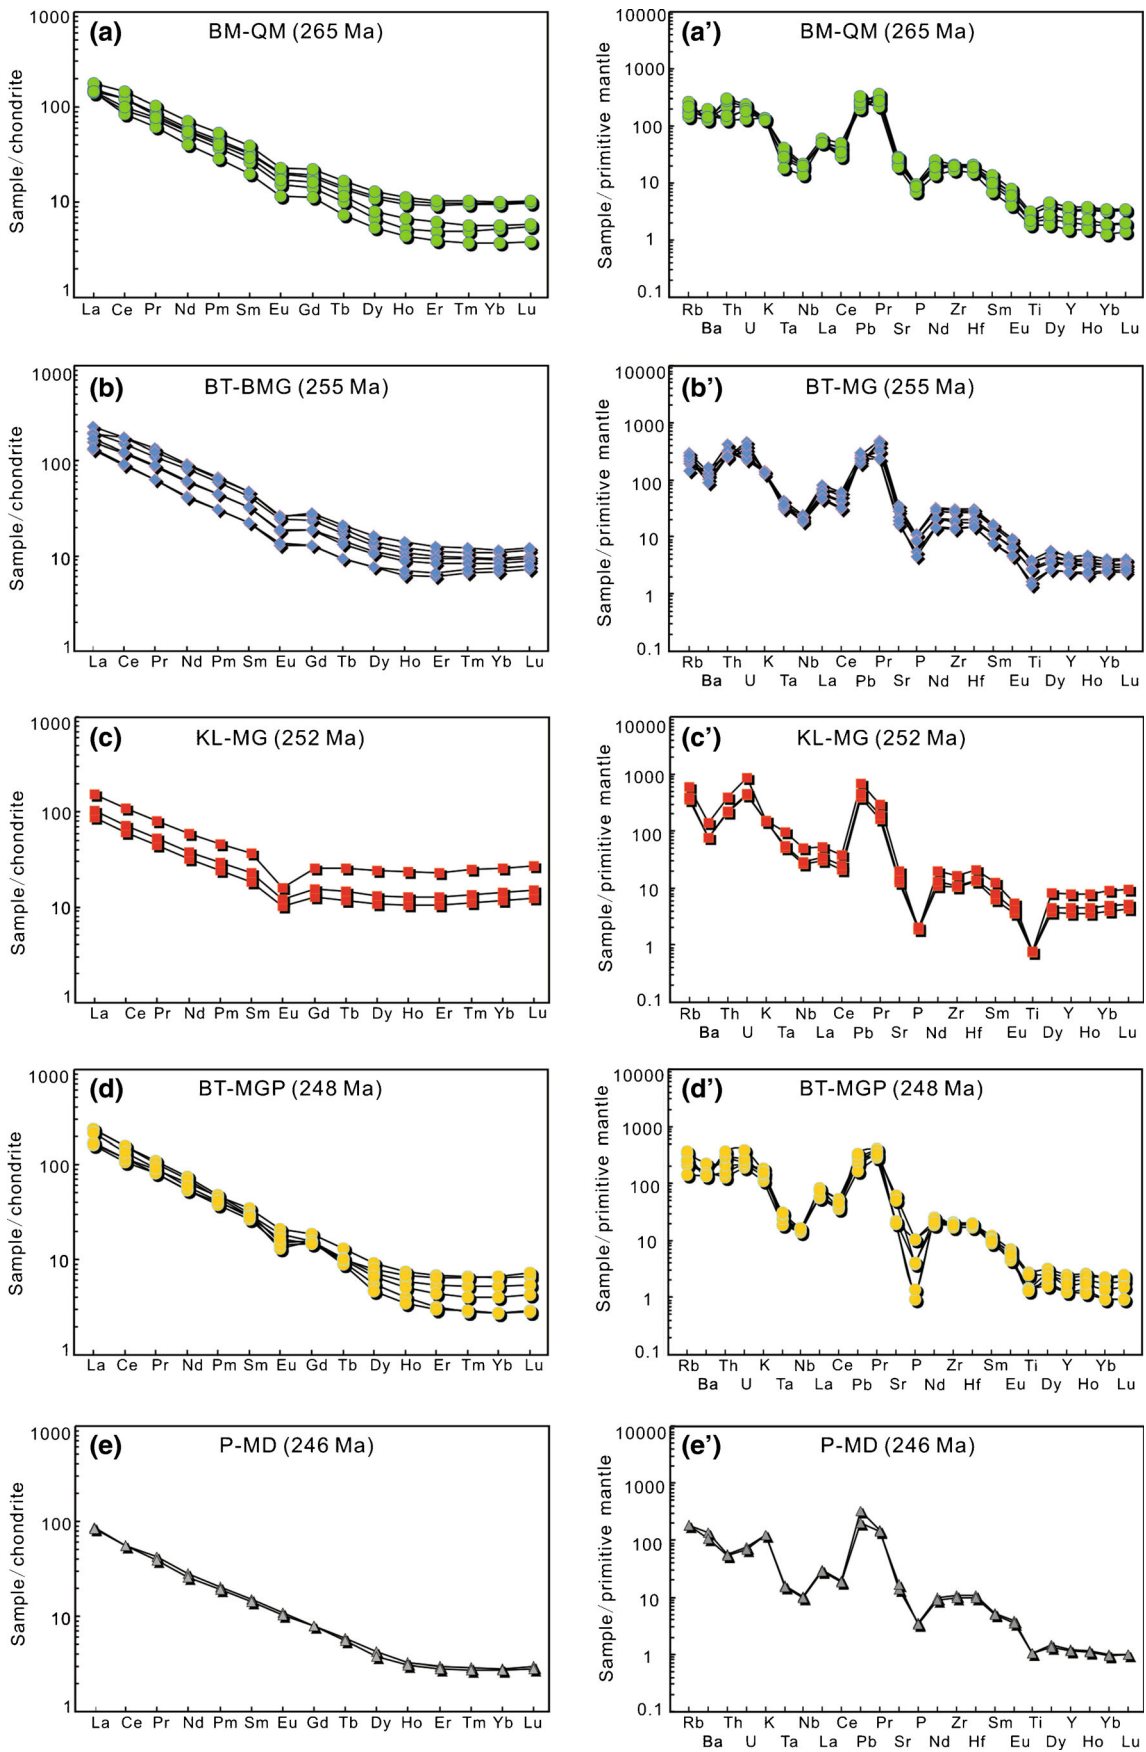 (a) BM-QM (265 Ma)
Sample/chondrite
1000
100
10
1
La Ce Pr Nd Pm Sm Eu Gd Tb Dy Ho Er Tm Yb Lu
(a') BM-QM (265 Ma)
Sample/primitive mantle
10000
1000
100
10
1
0.1
Rb Th K Nb Ce Pr P Zr Sm Ti Y Yb
Ba U Ta La Pb Sr Nd Hf Eu Dy Ho Lu
(b) BT-BMG (255 Ma)
Sample/chondrite
1000
100
10
1
La Ce Pr Nd Pm Sm Eu Gd Tb Dy Ho Er Tm Yb Lu
(b') BT-MG (255 Ma)
Sample/primitive mantle
10000
1000
100
10
1
0.1
Rb Th K Nb Ce Pr P Zr Sm Ti Y Yb
Ba U Ta La Pb Sr Nd Hf Eu Dy Ho Lu
(c) KL-MG (252 Ma)
Sample/chondrite
1000
100
10
1
La Ce Pr Nd Pm Sm Eu Gd Tb Dy Ho Er Tm Yb Lu
(c') KL-MG (252 Ma)
Sample/primitive mantle
10000
1000
100
10
1
0.1
Rb Th K Nb Ce Pr P Zr Sm Ti Y Yb
Ba U Ta La Pb Sr Nd Hf Eu Dy Ho Lu
(d) BT-MGP (248 Ma)
Sample/chondrite
1000
100
10
1
La Ce Pr Nd Pm Sm Eu Gd Tb Dy Ho Er Tm Yb Lu
(d') BT-MGP (248 Ma)
Sample/primitive mantle
10000
1000
100
10
1
0.1
Rb Th K Nb Ce Pr P Zr Sm Ti Y Yb
Ba U Ta La Pb Sr Nd Hf Eu Dy Ho Lu
(e) P-MD (246 Ma)
Sample/chondrite
1000
100
10
1
La Ce Pr Nd Pm Sm Eu Gd Tb Dy Ho Er Tm Yb Lu
(e') P-MD (246 Ma)
Sample/primitive mantle
10000
1000
100
10
1
0.1
Rb Th K Nb Ce Pr P Zr Sm Ti Y Yb
Ba U Ta La Pb Sr Nd Hf Eu Dy Ho Lu